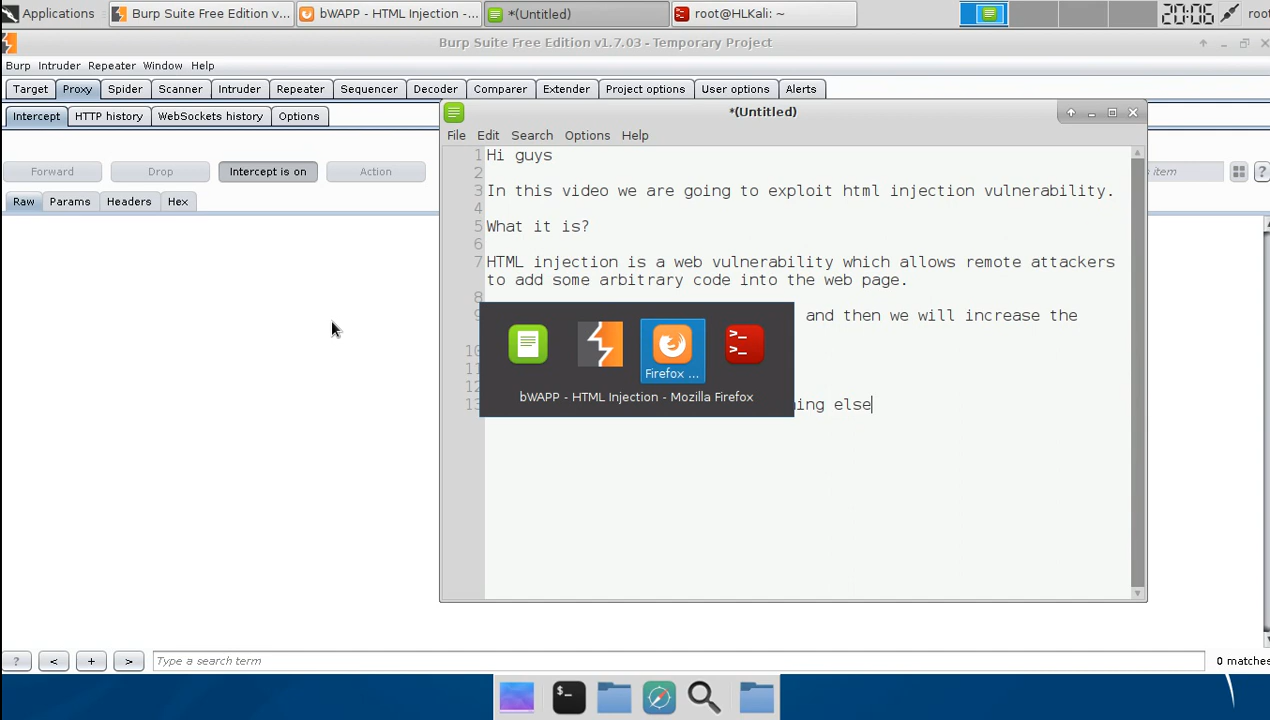 Applications
Burp Suite Free Edition v...
bWAPP - HTML Injection -...
*(Untitled)
root@HLKali: ~
20:06
root
Burp Suite Free Edition v1.7.03 - Temporary Project
Burp Intruder Repeater Window Help
Target Proxy Spider Scanner Intruder Repeater Sequencer Decoder Comparer Extender Project options User options Alerts
Intercept HTTP history WebSockets history Options
Forward Drop Intercept is on Action
item
?
Raw Params Headers Hex
*(Untitled)
File Edit Search Options Help
1 Hi guys
2
3 In this video we are going to exploit html injection vulnerability.
4
5 What it is?
6
7 HTML injection is a web vulnerability which allows remote attackers
to add some arbitrary code into the web page.
8
9 and then we will increase the
10
11
12
13 else
Firefox ...
bWAPP - HTML Injection - Mozilla Firefox
? < + > Type a search term
0 matches